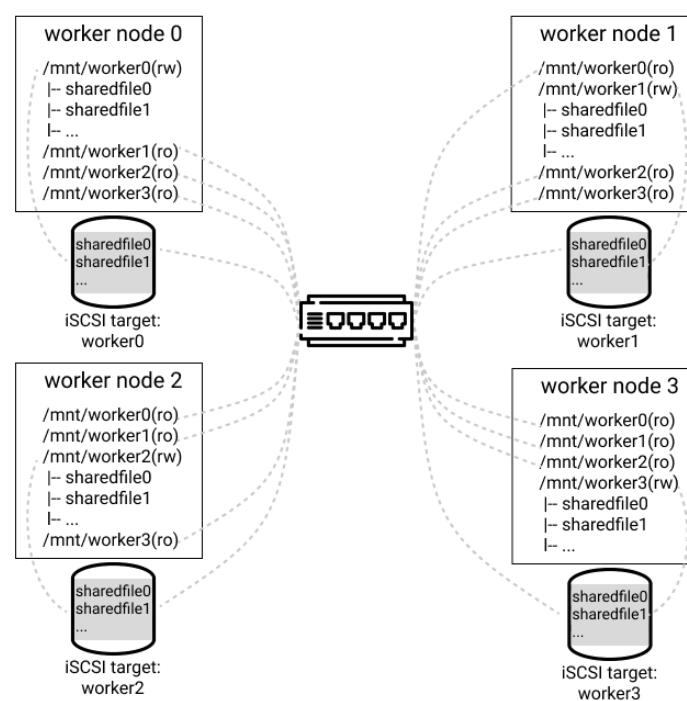 worker node 0
/mnt/worker0(rw)
|-- sharedfile0
|-- sharedfile1
|-- ...
/mnt/worker1(ro)
/mnt/worker2(ro)
/mnt/worker3(ro)
sharedfile0
sharedfile1
...
iSCSI target:
worker0
worker node 1
/mnt/worker0(ro)
/mnt/worker1(rw)
|-- sharedfile0
|-- sharedfile1
|-- ...
/mnt/worker2(ro)
/mnt/worker3(ro)
sharedfile0
sharedfile1
...
iSCSI target:
worker1
worker node 2
/mnt/worker0(ro)
/mnt/worker1(ro)
/mnt/worker2(rw)
|-- sharedfile0
|-- sharedfile1
|-- ...
/mnt/worker3(ro)
sharedfile0
sharedfile1
...
iSCSI target:
worker2
worker node 3
/mnt/worker0(ro)
/mnt/worker1(ro)
/mnt/worker2(ro)
/mnt/worker3(rw)
|-- sharedfile0
|-- sharedfile1
|-- ...
sharedfile0
sharedfile1
...
iSCSI target:
worker3